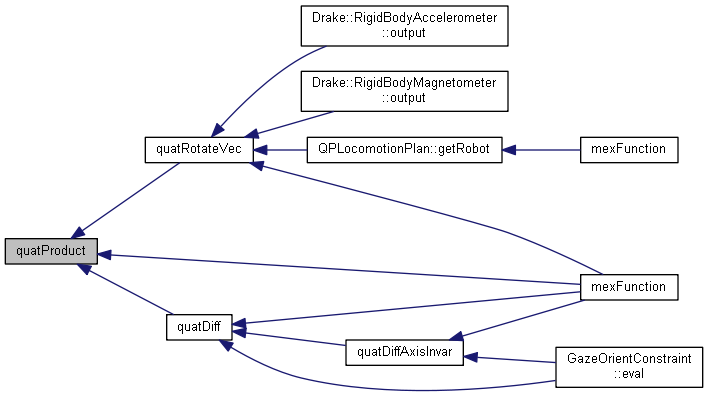 Drake::RigidBodyAccelerometer
::output
Drake::RigidBodyMagnetometer
::output
quatRotateVec
QPLocomotionPlan::getRobot
mexFunction
quatProduct
mexFunction
quatDiff
quatDiffAxisInvar
GazeOrientConstraint
::eval